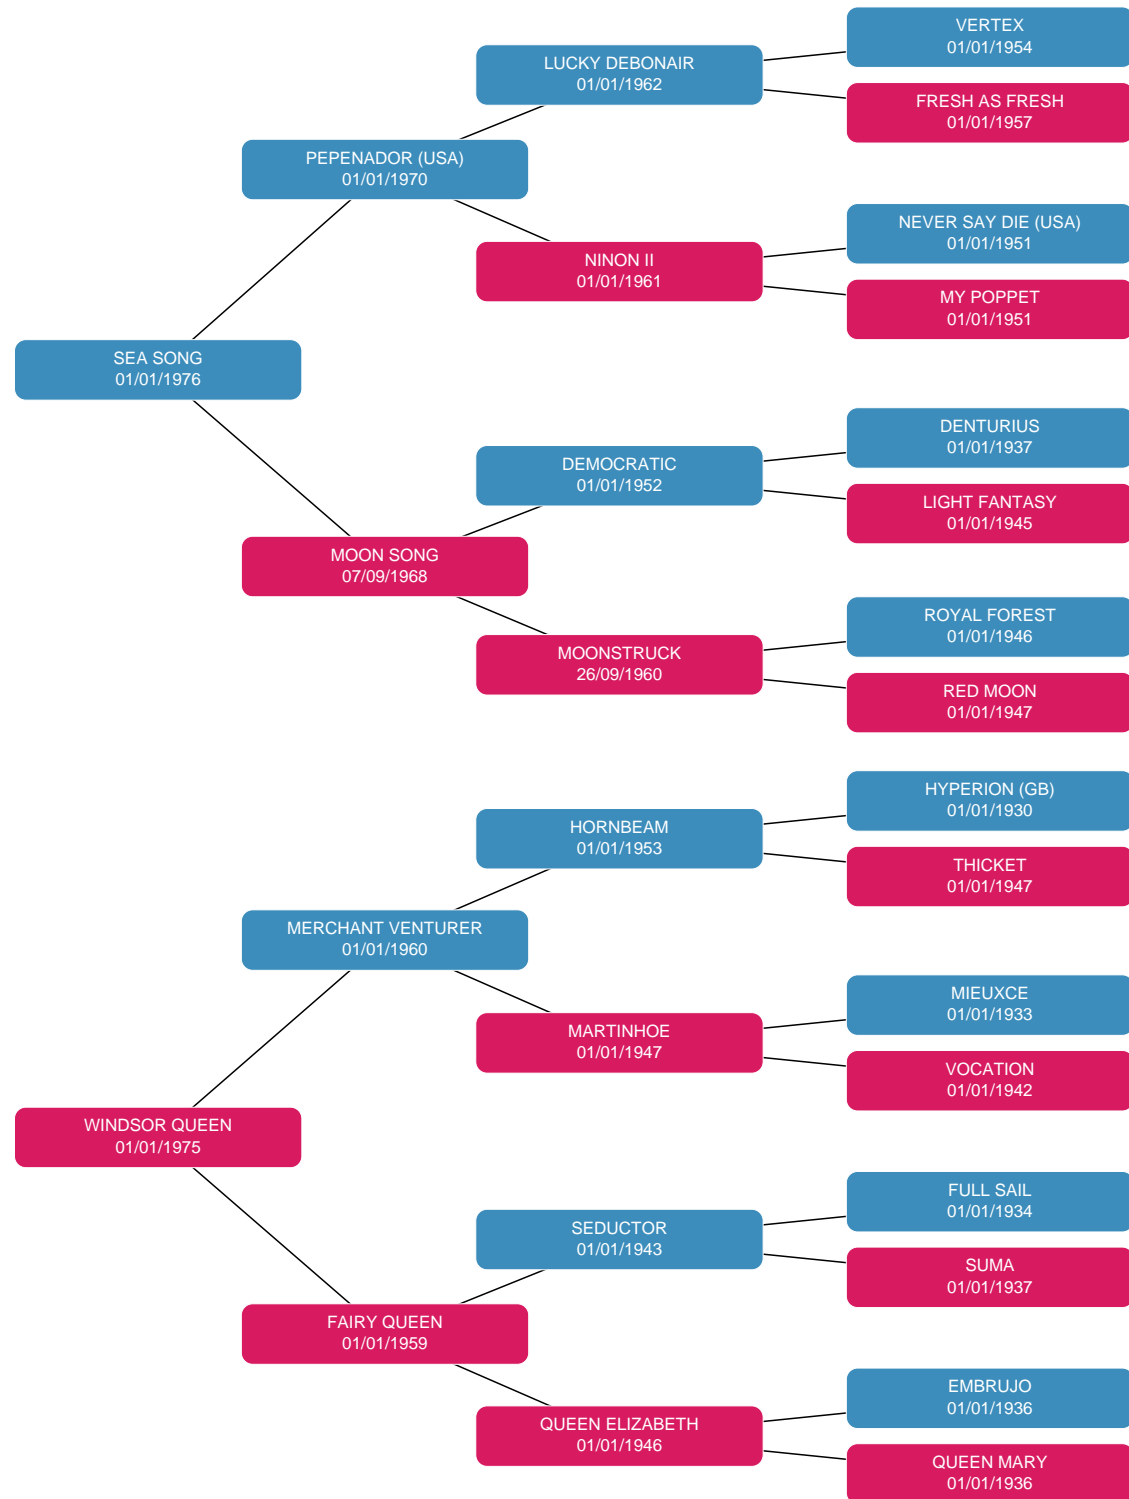 VERTEX
01/01/1954
LUCKY DEBONAIR
01/01/1962
FRESH AS FRESH
01/01/1957
PEPENADOR (USA)
01/01/1970
NEVER SAY DIE (USA)
01/01/1951
NINON II
01/01/1961
MY POPPET
01/01/1951
SEA SONG
01/01/1976
DENTURIUS
01/01/1937
DEMOCRATIC
01/01/1952
LIGHT FANTASY
01/01/1945
MOON SONG
07/09/1968
ROYAL FOREST
01/01/1946
MOONSTRUCK
26/09/1960
RED MOON
01/01/1947
HYPERION (GB)
01/01/1930
HORNBEAM
01/01/1953
THICKET
01/01/1947
MERCHANT VENTURER
01/01/1960
MIEUXCE
01/01/1933
MARTINHOE
01/01/1947
VOCATION
01/01/1942
WINDSOR QUEEN
01/01/1975
FULL SAIL
01/01/1934
SEDUCTOR
01/01/1943
SUMA
01/01/1937
FAIRY QUEEN
01/01/1959
EMBRUJO
01/01/1936
QUEEN ELIZABETH
01/01/1946
QUEEN MARY
01/01/1936